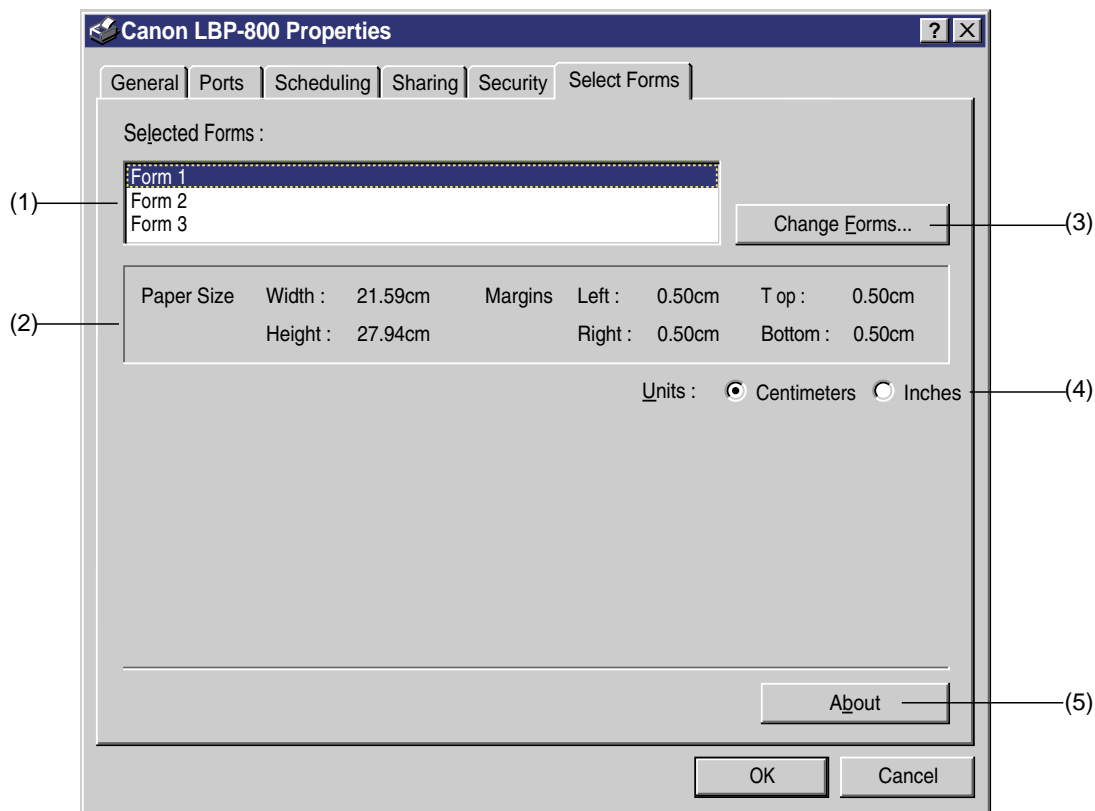 Canon LBP-800 Properties
?
General Ports Scheduling Sharing Security Select Forms
Selected Forms :
Form 1
Form 2
Form 3
(1)
Change Forms...
(3)
Paper Size Width : 21.59cm Margins Left : 0.50cm Top : 0.50cm
(2)
Height : 27.94cm Right : 0.50cm Bottom : 0.50cm
Units : Centimeters Inches
(4)
About
(5)
OK Cancel